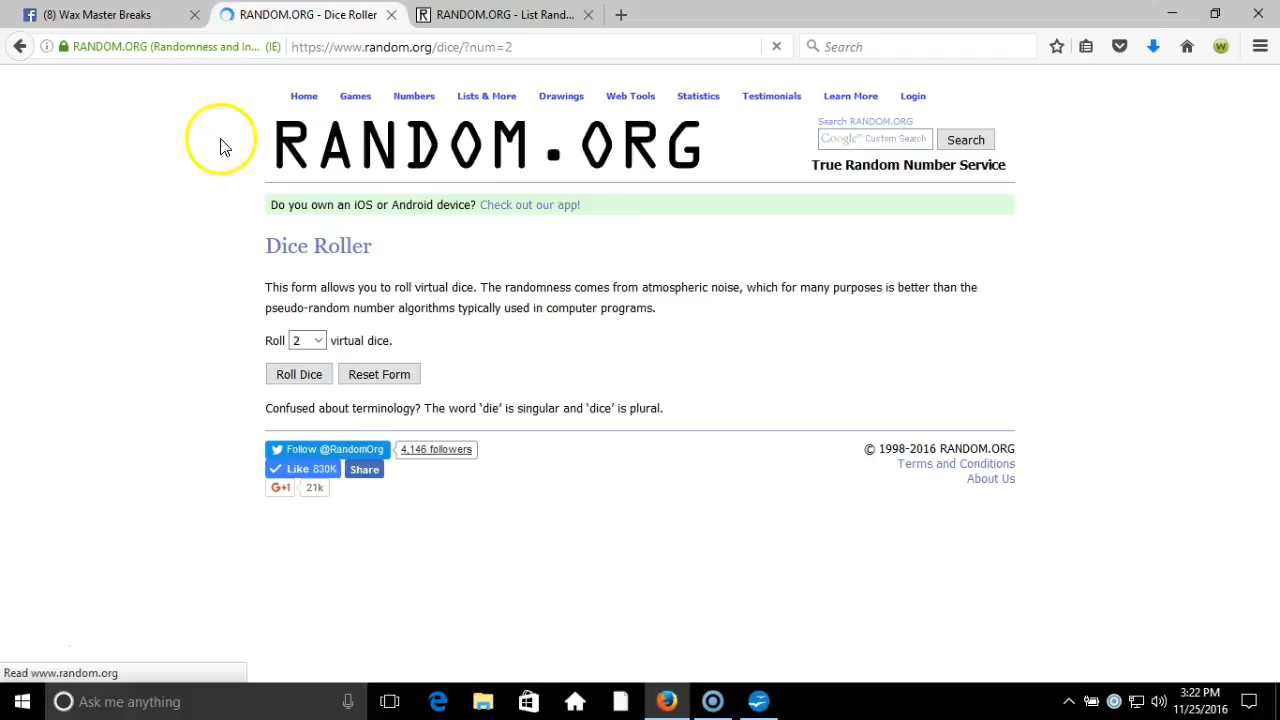 (8) Wax Master Breaks
RANDOM.ORG - Dice Roller
RANDOM.ORG - List Rand...
RANDOM.ORG (Randomness and In... (IE)
https://www.random.org/dice/?num=2
Search
Home Games Numbers Lists & More Drawings Web Tools Statistics Testimonials Learn More Login
RANDOM.ORG
Search RANDOM.ORG
Google™ Custom Search
Search
True Random Number Service
Do you own an iOS or Android device? Check out our app!
Dice Roller
This form allows you to roll virtual dice. The randomness comes from atmospheric noise, which for many purposes is better than the
pseudo-random number algorithms typically used in computer programs.
Roll 2 virtual dice.
Roll Dice Reset Form
Confused about terminology? The word ‘die’ is singular and ‘dice’ is plural.
Follow @RandomOrg 4,146 followers
Like 830K Share
G+1 21k
© 1998-2016 RANDOM.ORG
Terms and Conditions
About Us
Read www.random.org
Ask me anything
3:22 PM
11/25/2016